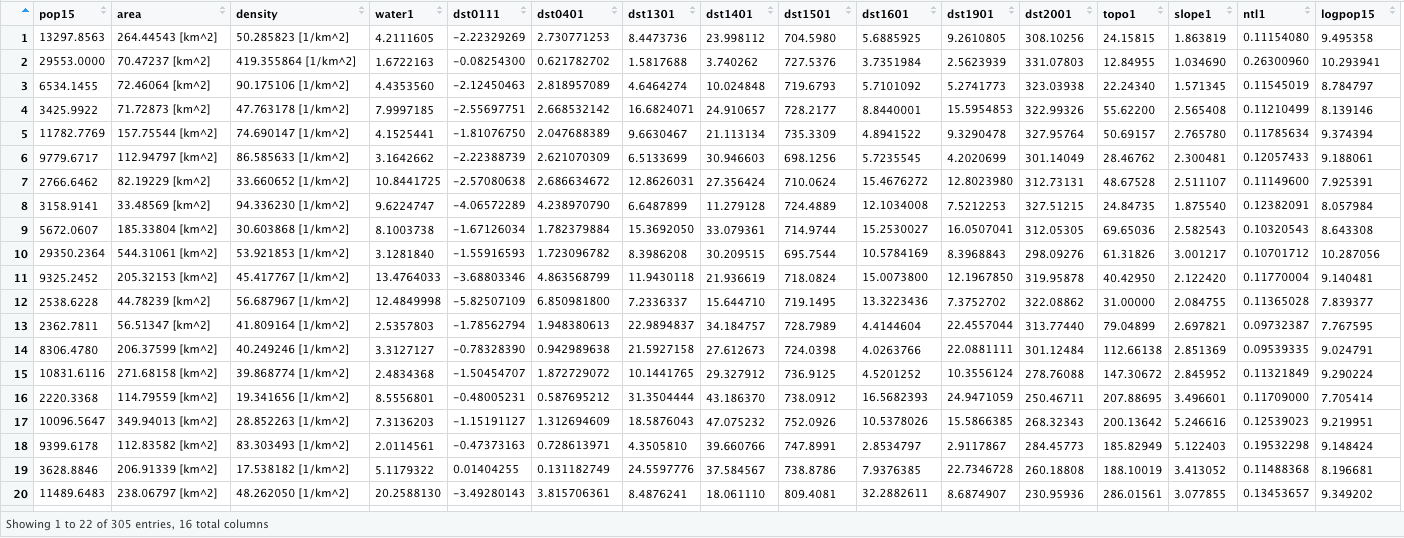 pop15 area density water1 dst0111 dst0401 dst1301 dst1401 dst1501 dst1601 dst1901 dst2001 topo1 slope1 ntl1 logpop15
1 13297.8563 264.44543 [km^2] 50.285823 [1/km^2] 4.2111605 −2.22329269 2.730771253 8.4473736 23.998112 704.5980 5.6885925 9.2610805 308.10256 24.15815 1.863819 0.11154080 9.495358
2 29553.0000 70.47237 [km^2] 419.355864 [1/km^2] 1.6722163 −0.08254300 0.621782702 1.5817688 3.740262 727.5376 3.7351984 2.5623939 331.07803 12.84955 1.034690 0.26300960 10.293941
3 6534.1455 72.46064 [km^2] 90.175106 [1/km^2] 4.4353560 −2.12450463 2.818957089 4.6464274 10.024848 719.6793 5.7101092 5.2741773 323.03938 22.24340 1.571345 0.11545019 8.784797
4 3425.9922 71.72873 [km^2] 47.763178 [1/km^2] 7.9997185 −2.55697751 2.668532142 16.6824071 24.910657 728.2177 8.8440001 15.5954853 322.99326 55.62200 2.565408 0.11210499 8.139146
5 11782.7769 157.75544 [km^2] 74.690147 [1/km^2] 4.1525441 −1.81076750 2.047688389 9.6630467 21.113134 735.3309 4.8941522 9.3290478 327.95764 50.69157 2.765780 0.11785634 9.374394
6 9779.6717 112.94797 [km^2] 86.585633 [1/km^2] 3.1642662 −2.22388739 2.621070309 6.5133699 30.946603 698.1256 5.7235545 4.2020699 301.14049 28.46762 2.300481 0.12057433 9.188061
7 2766.6462 82.19229 [km^2] 33.660652 [1/km^2] 10.8441725 −2.57080638 2.686634672 12.8626031 27.356424 710.0624 15.4676272 12.8023980 312.73131 48.67528 2.511107 0.11149600 7.925391
8 3158.9141 33.48569 [km^2] 94.336230 [1/km^2] 9.6224747 −4.06572289 4.238970790 6.6487899 11.279128 724.4889 12.1034008 7.5212253 327.51215 24.84735 1.875540 0.12382091 8.057984
9 5672.0607 185.33804 [km^2] 30.603868 [1/km^2] 8.1003738 −1.67126034 1.782379884 15.3692050 33.079361 714.9744 15.2530027 16.0507041 312.05305 69.65036 2.582543 0.10320543 8.643308
10 29350.2364 544.31061 [km^2] 53.921853 [1/km^2] 3.1281840 −1.55916593 1.723096782 8.3986208 30.209515 695.7544 10.5784169 8.3968843 298.09276 61.31826 3.001217 0.10701712 10.287056
11 9325.2452 205.32153 [km^2] 45.417767 [1/km^2] 13.4764033 −3.68803346 4.863568799 11.9430118 21.936619 718.0824 15.0073800 12.1967850 319.95878 40.42950 2.122420 0.11770004 9.140481
12 2538.6228 44.78239 [km^2] 56.687967 [1/km^2] 12.4849998 −5.82507109 6.850981800 7.2336337 15.644710 719.1495 13.3223436 7.3752702 322.08862 31.00000 2.084755 0.11365028 7.839377
13 2362.7811 56.51347 [km^2] 41.809164 [1/km^2] 2.5357803 −1.78562794 1.948380613 22.9894837 34.184757 728.7989 4.4144604 22.4557044 313.77440 79.04899 2.697821 0.09732387 7.767595
14 8306.4780 206.37599 [km^2] 40.249246 [1/km^2] 3.3127127 −0.78328390 0.942989638 21.5927158 27.612673 724.0398 4.0263766 22.0881111 301.12484 112.66138 2.851369 0.09539335 9.024791
15 10831.6116 271.68158 [km^2] 39.868774 [1/km^2] 2.4834368 −1.50454707 1.872729072 10.1441765 29.327912 736.9125 4.5201252 10.3556124 278.76088 147.30672 2.845952 0.11321849 9.290224
16 2220.3368 114.79559 [km^2] 19.341656 [1/km^2] 8.5556801 −0.48005231 0.587695212 31.3504444 43.186370 738.0912 16.5682393 24.9471059 250.46711 207.88695 3.496601 0.11709000 7.705414
17 10096.5647 349.94013 [km^2] 28.852263 [1/km^2] 7.3136203 −1.15191127 1.312694609 18.5876043 47.075232 752.0926 10.5378026 15.5866385 268.32343 200.13642 5.246616 0.12539023 9.219951
18 9399.6178 112.83582 [km^2] 83.303493 [1/km^2] 2.0114561 −0.47373163 0.728613971 4.3505810 39.660766 747.8991 2.8534797 2.9117867 284.45773 185.82949 5.122403 0.19532298 9.148424
19 3628.8846 206.91339 [km^2] 17.538182 [1/km^2] 5.1179322 0.01404255 0.131182749 24.5597776 37.584567 738.8786 7.9376385 22.7346728 260.18808 188.10019 3.413052 0.11488368 8.196681
20 11489.6483 238.06797 [km^2] 48.262050 [1/km^2] 20.2588130 −3.49280143 3.815706361 8.4876241 18.061110 809.4081 32.2882611 8.6874907 230.95936 286.01561 3.077855 0.13453657 9.349202
Showing 1 to 22 of 305 entries, 16 total columns